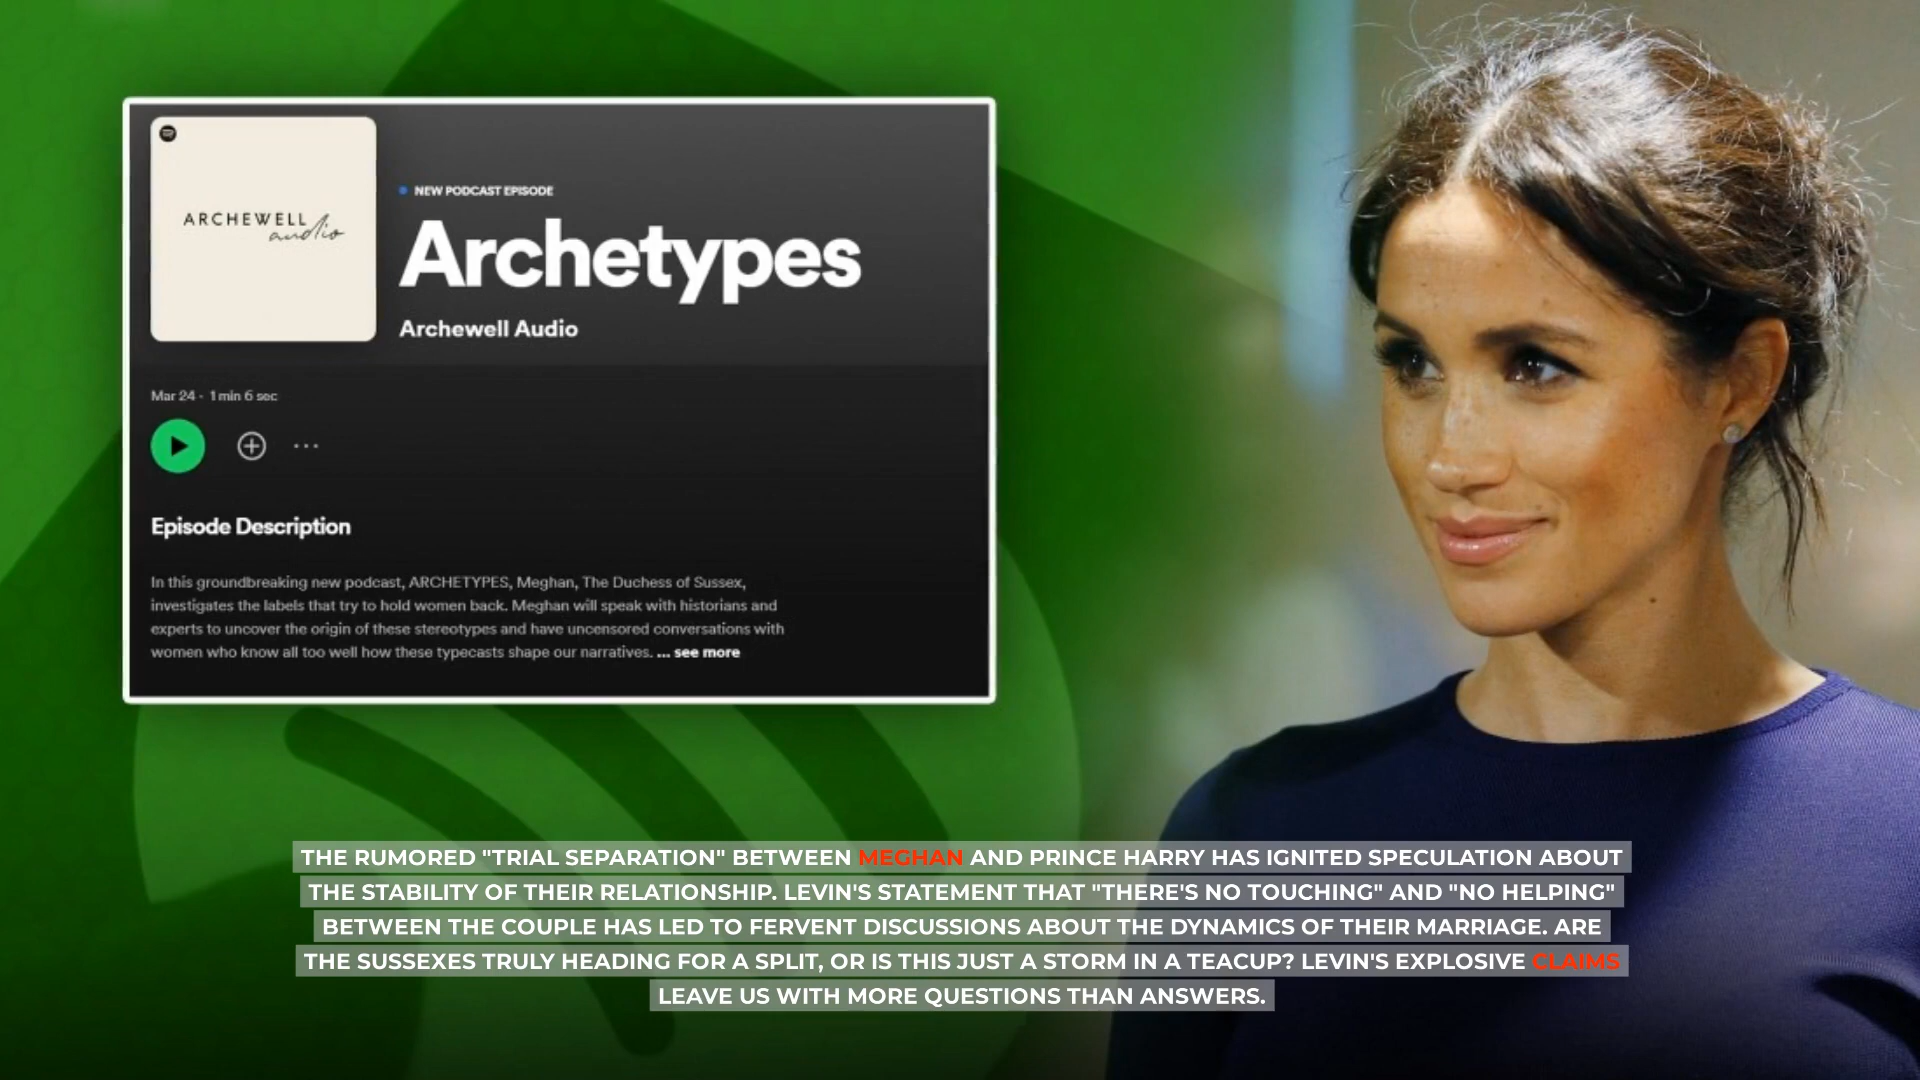 ARCHEWELL
audio
NEW PODCAST EPISODE
Archetypes
Archewell Audio
Mar 24 · 1 min 6 sec
Episode Description
In this groundbreaking new podcast, ARCHETYPES, Meghan, The Duchess of Sussex,
investigates the labels that try to hold women back. Meghan will speak with historians and
experts to uncover the origin of these stereotypes and have uncensored conversations with
women who know all too well how these typecasts shape our narratives. ... see more
THE RUMORED "TRIAL SEPARATION" BETWEEN MEGHAN AND PRINCE HARRY HAS IGNITED SPECULATION ABOUT
THE STABILITY OF THEIR RELATIONSHIP. LEVIN'S STATEMENT THAT "THERE'S NO TOUCHING" AND "NO HELPING"
BETWEEN THE COUPLE HAS LED TO FERVENT DISCUSSIONS ABOUT THE DYNAMICS OF THEIR MARRIAGE. ARE
THE SUSSEXES TRULY HEADING FOR A SPLIT, OR IS THIS JUST A STORM IN A TEACUP? LEVIN'S EXPLOSIVE CLAIMS
LEAVE US WITH MORE QUESTIONS THAN ANSWERS.